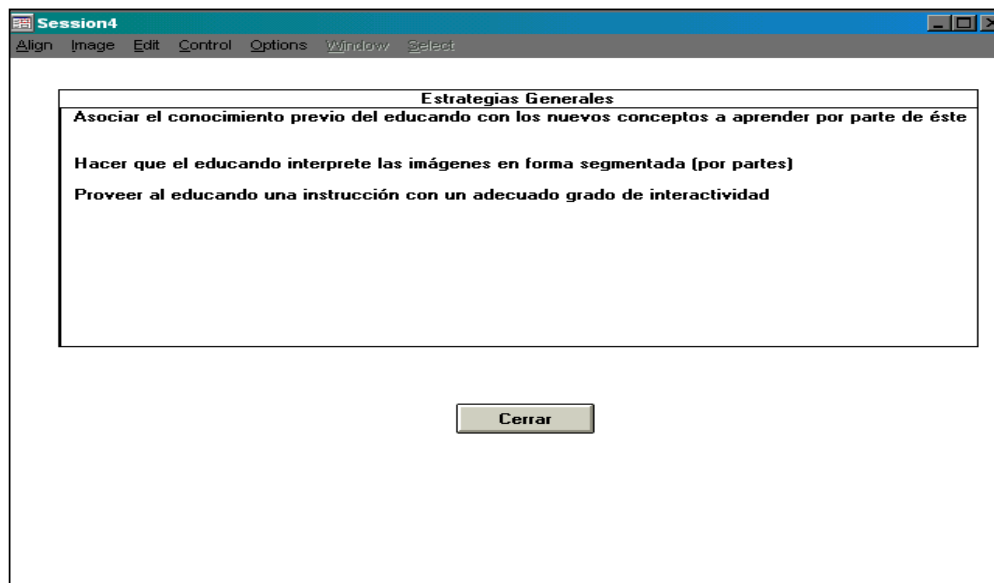 Session4
Align Image Edit Control Options Window Select
Estrategias Generales
Asociar el conocimiento previo del educando con los nuevos conceptos a aprender por parte de éste
Hacer que el educando interprete las imágenes en forma segmentada (por partes)
Proveer al educando una instrucción con un adecuado grado de interactividad
Cerrar